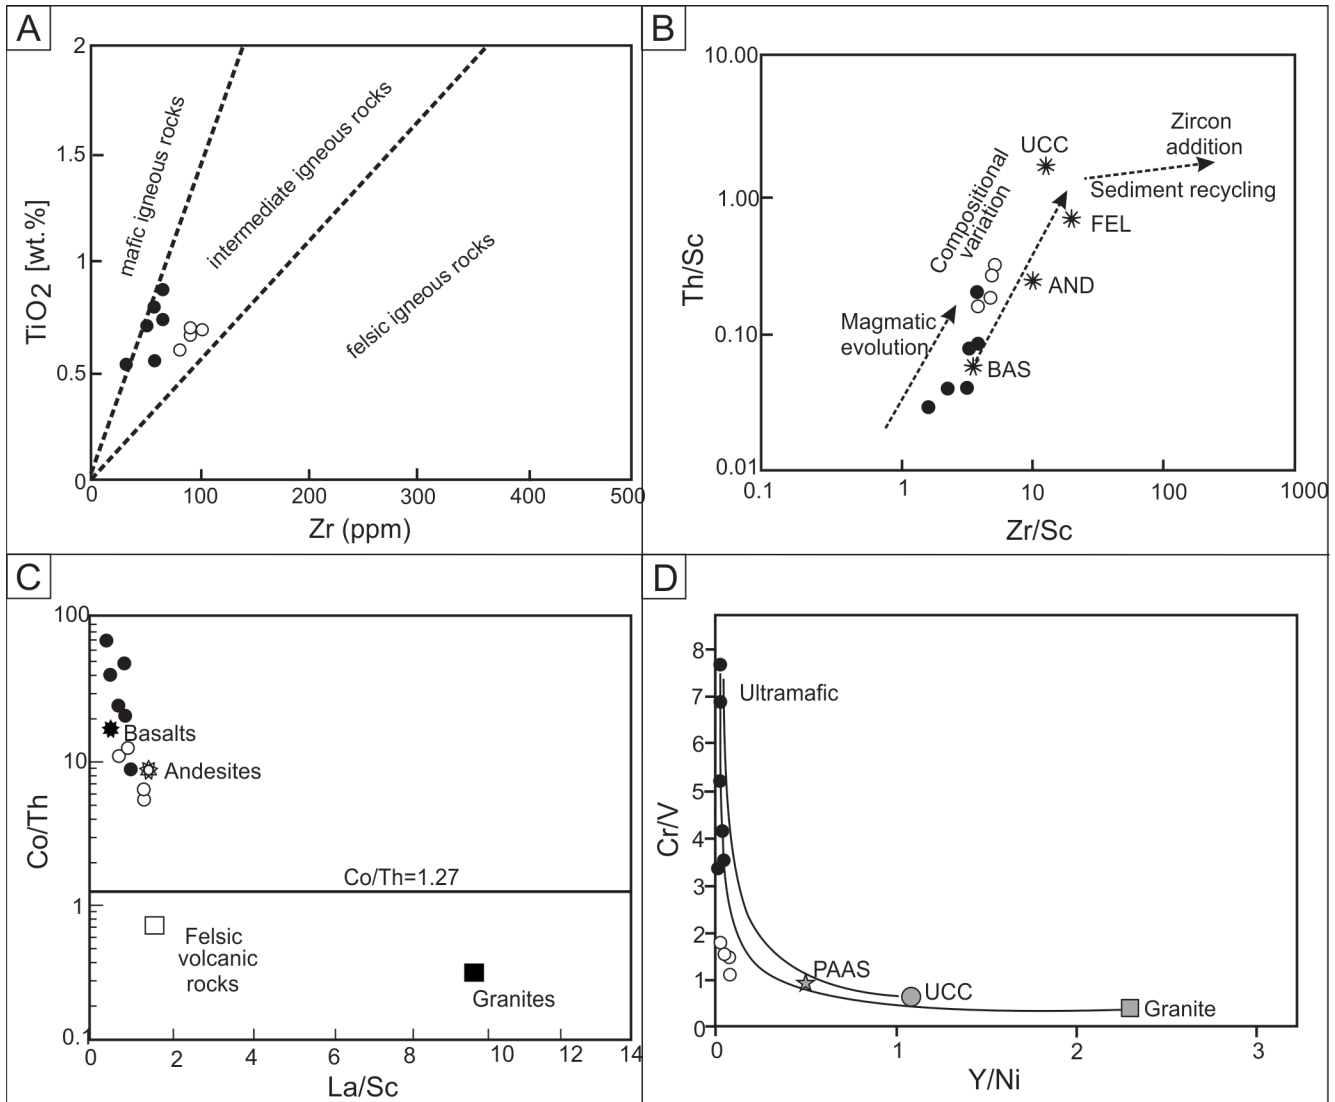 A
2
1.5
1
0.5
0
0
100
200
300
400
500
TiO2 [wt.%]
Zr (ppm)
mafic igneous rocks
intermediate igneous rocks
felsic igneous rocks
B
10.00
1.00
0.10
0.01
0.1
1
10
100
1000
Th/Sc
Zr/Sc
UCC
Zircon
addition
Sediment recycling
Compositional
variation
FEL
AND
Magmatic
evolution
BAS
C
100
10
1
0.1
0
2
4
6
8
10
12
14
Co/Th
La/Sc
Basalts
Andesites
Co/Th=1.27
Felsic
volcanic
rocks
Granites
D
8
7
6
5
4
3
2
1
0
0
1
2
3
Cr/V
Y/Ni
Ultramafic
PAAS
UCC
Granite